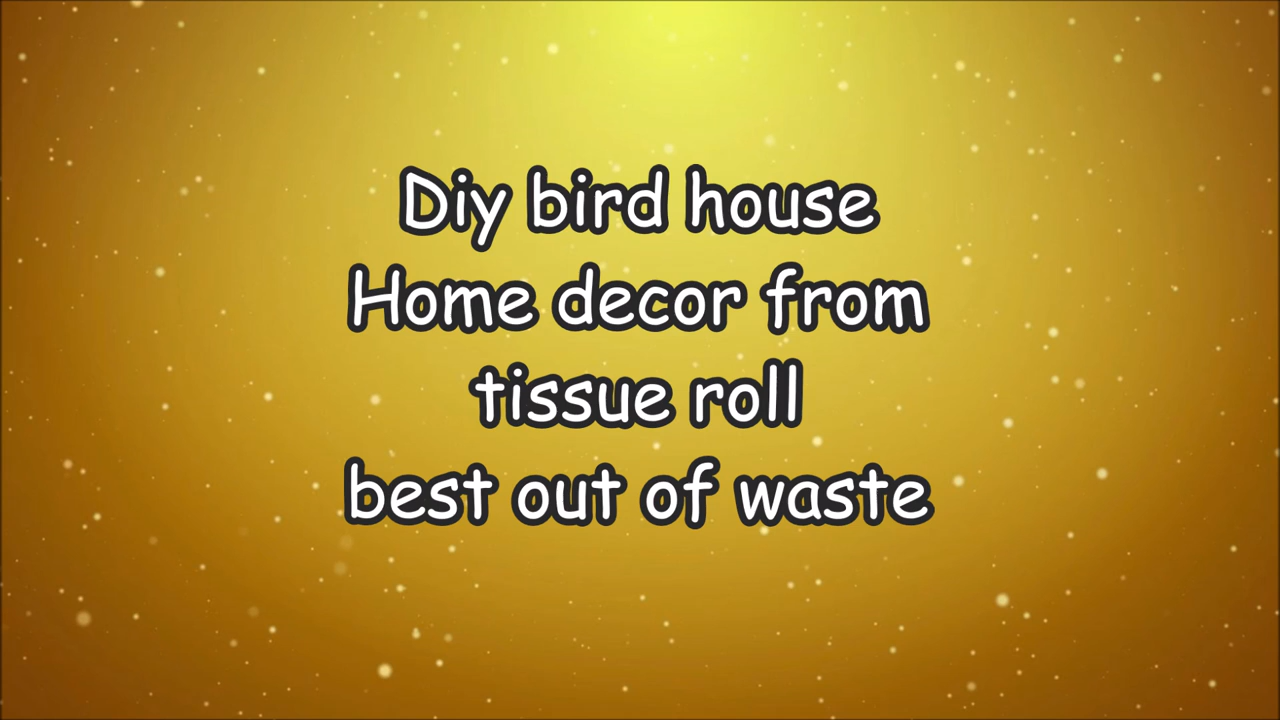 Diy bird house
Home decor from
tissue roll
best out of waste